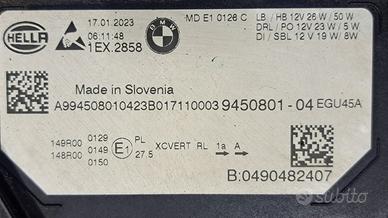 HELLA
17.01.2023
06:11:48
1EX.2858
BMW
MD E1 0126 C
LB / HB 12V 26 W / 50 W
DRL / PO 12V 23 W / 5 W
DI / SBL 12 V 19 W / 8W
Made in Slovenia
A994508010423B017110003
9450801 - 04
EGU45A
149R00 0129
148R00 0149
0150
E1
PL
27.5
XCVERT RL 1a A
B:0490482407
subito